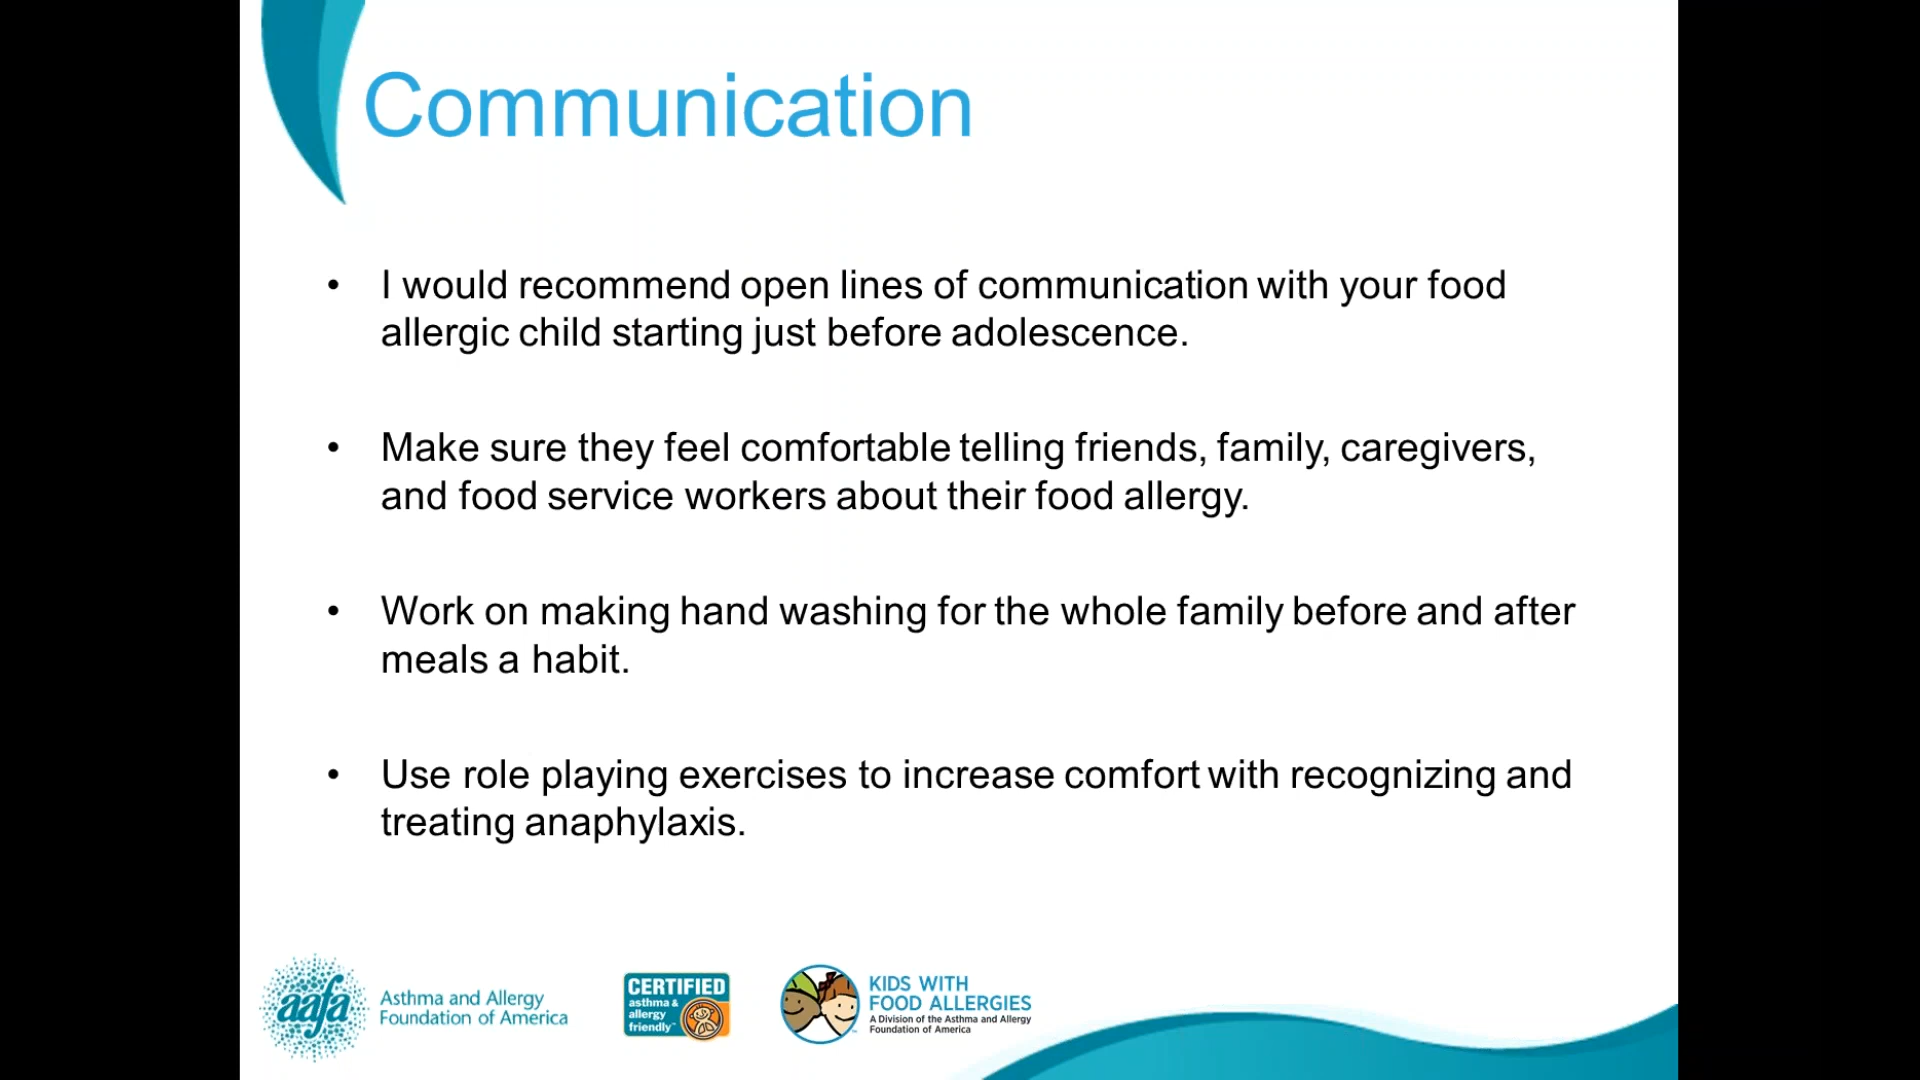 Communication
• I would recommend open lines of communication with your food
allergic child starting just before adolescence.
• Make sure they feel comfortable telling friends, family, caregivers,
and food service workers about their food allergy.
• Work on making hand washing for the whole family before and after
meals a habit.
• Use role playing exercises to increase comfort with recognizing and
treating anaphylaxis.
aafa
Asthma and Allergy
Foundation of America
CERTIFIED
asthma &
allergy
friendly™
KIDS WITH
FOOD ALLERGIES
A Division of the Asthma and Allergy
Foundation of America